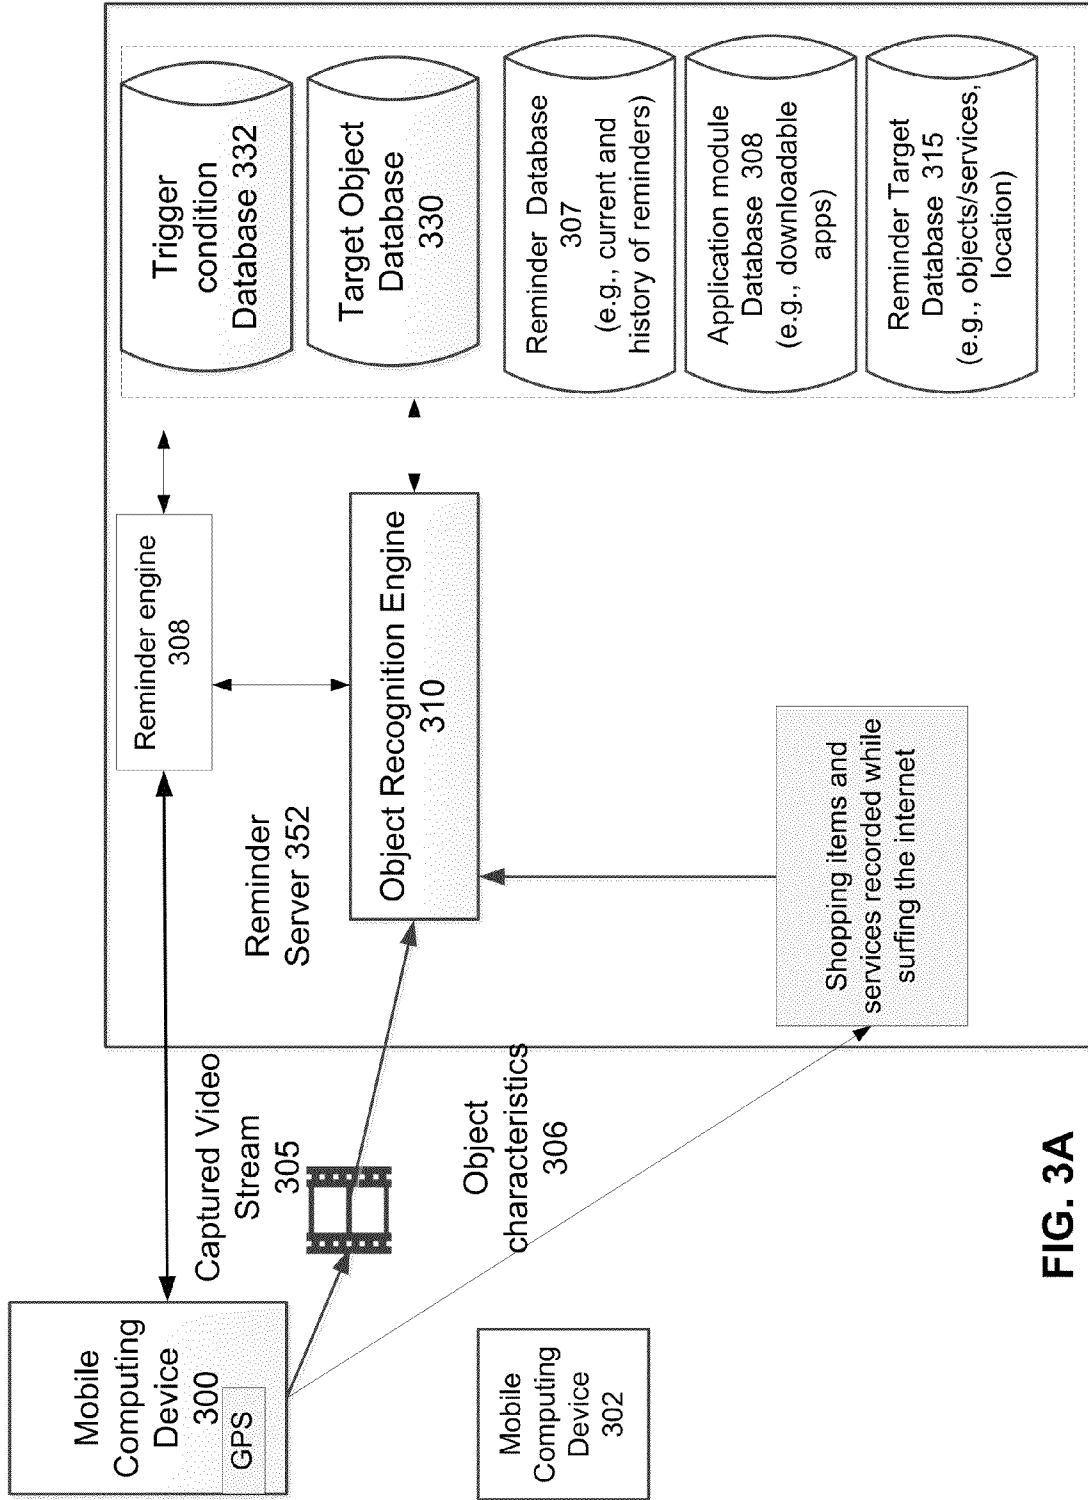 Mobile
Computing
Device
300
GPS
Mobile
Computing
Device
302
Captured Video
Stream
305
Object
characteristics
306
Reminder
Server 352
Reminder engine
308
Object Recognition Engine
310
Shopping items and
services recorded while
surfing the internet
Trigger
condition
Database 332
Target Object
Database
330
Reminder Database
307
(e.g., current and
history of reminders)
Application module
Database 308
(e.g., downloadable
apps)
Reminder Target
Database 315
(e.g., objects/services,
location)
FIG. 3A